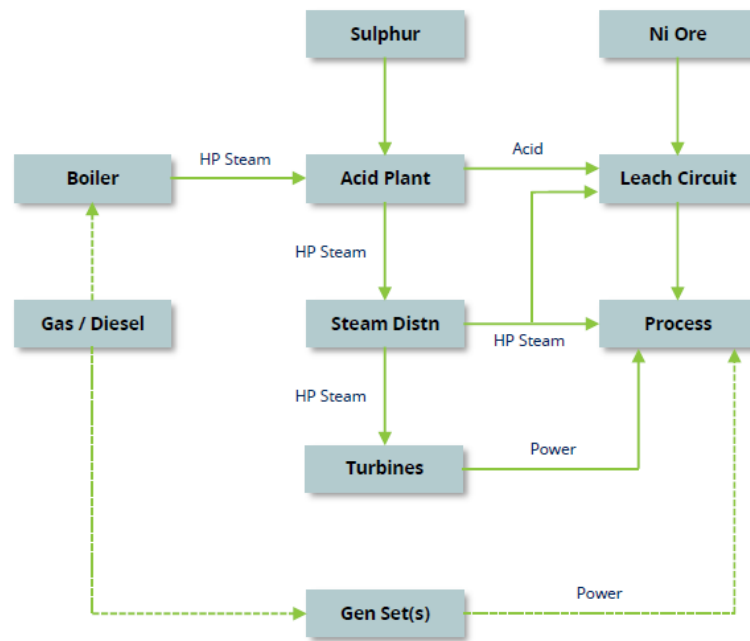 Sulphur
Ni Ore
HP Steam
Acid
Boiler
Acid Plant
Leach Circuit
HP Steam
Gas / Diesel
Steam Distn
Process
HP Steam
HP Steam
Power
Turbines
Power
Gen Set(s)